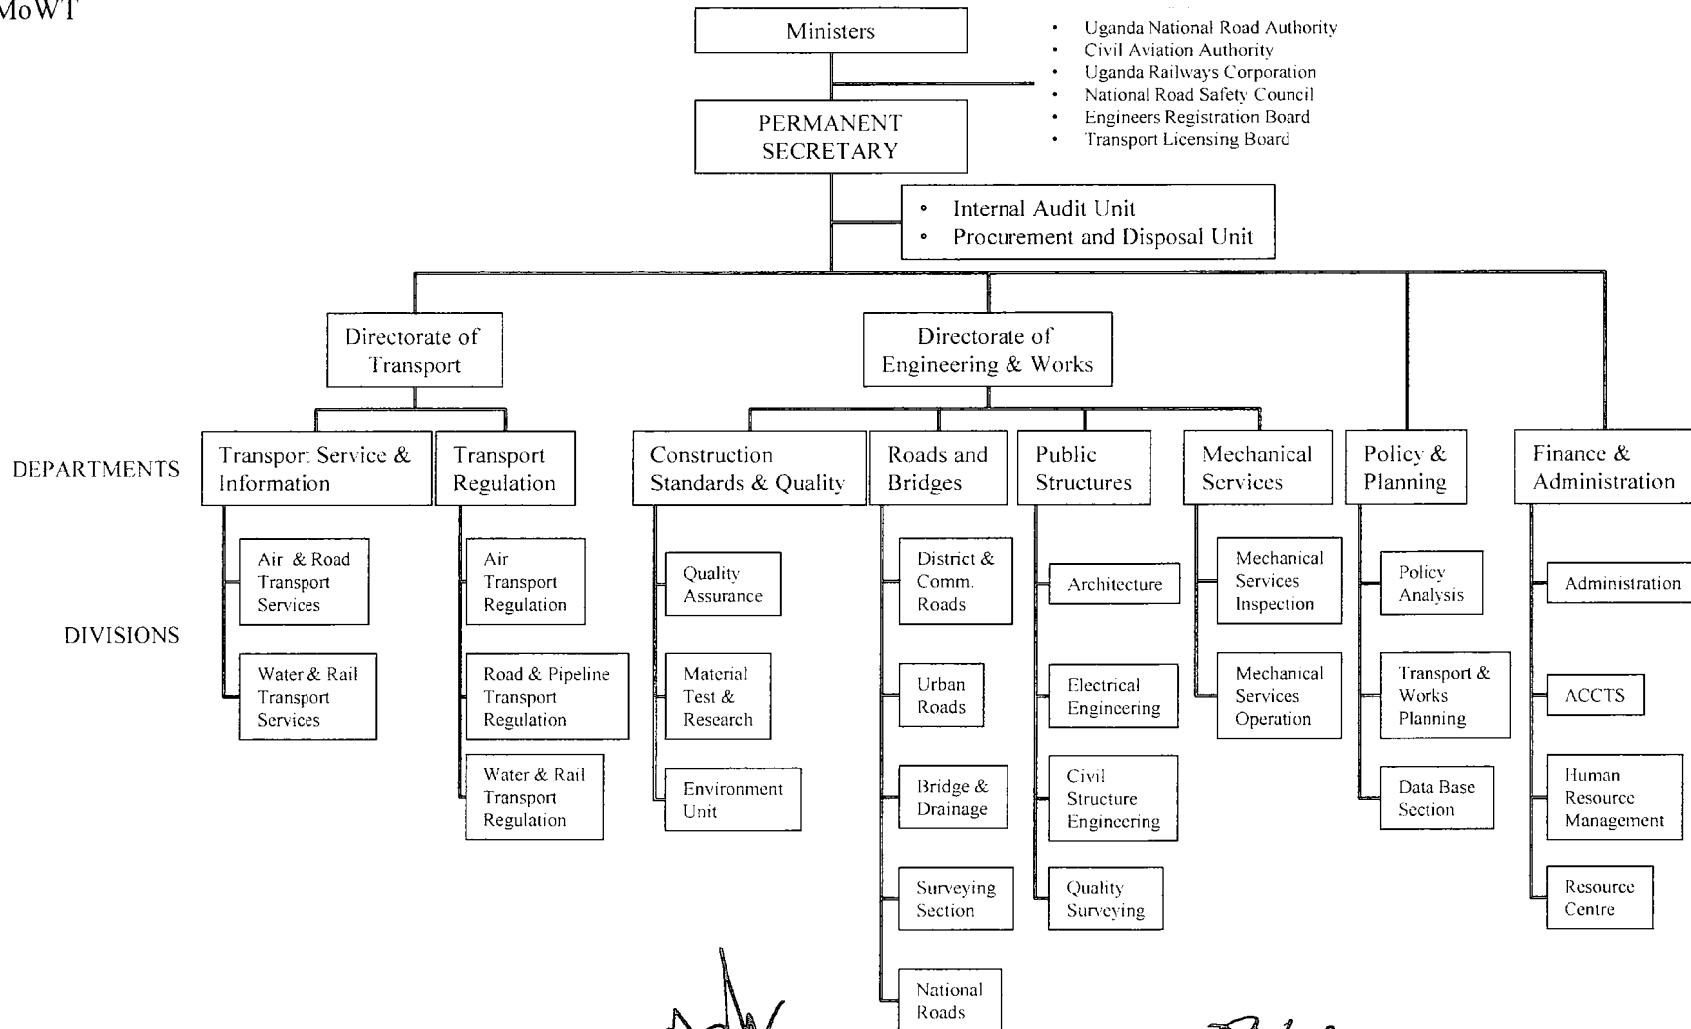 MoWT
Ministers
• Uganda National Road Authority
• Civil Aviation Authority
• Uganda Railways Corporation
• National Road Safety Council
• Engineers Registration Board
• Transport Licensing Board
PERMANENT
SECRETARY
• Internal Audit Unit
• Procurement and Disposal Unit
Directorate of
Transport
Directorate of
Engineering & Works
DEPARTMENTS
Transport Service &
Information
Transport
Regulation
Construction
Standards & Quality
Roads and
Bridges
Public
Structures
Mechanical
Services
Policy &
Planning
Finance &
Administration
DIVISIONS
Air & Road
Transport
Services
Water & Rail
Transport
Services
Air
Transport
Regulation
Road & Pipeline
Transport
Regulation
Water & Rail
Transport
Regulation
Quality
Assurance
Material
Test &
Research
Environment
Unit
District &
Comm.
Roads
Urban
Roads
Bridge &
Drainage
Surveying
Section
National
Roads
Architecture
Electrical
Engineering
Civil
Structure
Engineering
Quality
Surveying
Mechanical
Services
Inspection
Mechanical
Services
Operation
Policy
Analysis
Transport &
Works
Planning
Data Base
Section
Administration
ACCTS
Human
Resource
Management
Resource
Centre